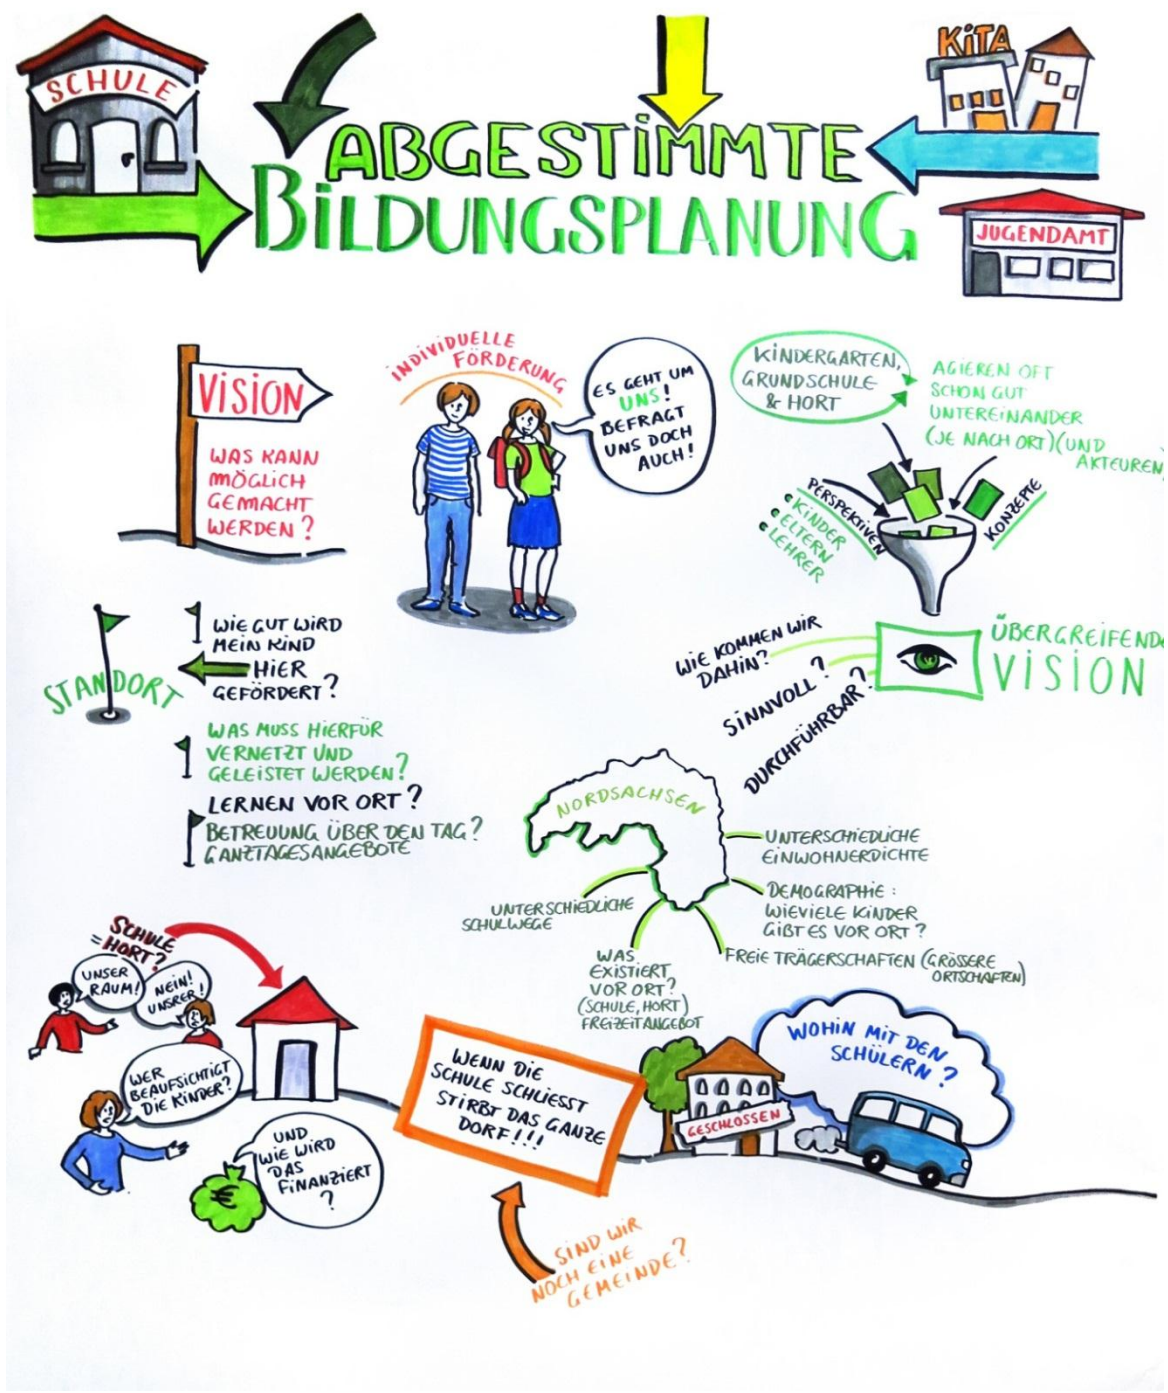 SCHULE
KiTA
ABGESTiMMTE
BiLDUNGSPLANUNG
JUGENDAMT
ViSiON
WAS KANN
MÖGLiCH
GEMACHT
WERDEN?
iNDiViDUELLE
FÖRDERUNG
ES GEHT UM
UNS!
BEFRAGT
UNS DOCH
AUCH!
KiNDERGARTEN,
GRUNDSCHULE
& HORT
AGiEREN OFT
SCHON GUT
UNTEREiNANDER
(JE NACH ORT)(UND
AKTEUREN)
PERSPEKTiVEN
KiNDER
ELTERN
LEHRER
KONZEPTE
ÜBERGREiFENDE
ViSiON
WiE KOMMEN WiR
DAHiN?
SiNNVOLL?
DURCHFÜHRBAR?
STANDORT
WiE GUT WiRD
MEiN KiND
HiER
GEFÖRDERT?
WAS MUSS HiERFÜR
VERNETZT UND
GELEiSTET WERDEN?
LERNEN VOR ORT?
BETREUUNG ÜBER DEN TAG?
GANZTAGESANGEBOTE
NORDSACHSEN
UNTERSCHiEDLiCHE
EiNWOHNERDiCHTE
DEMOGRAPHiE:
WiEViELE KiNDER
GiBT ES VOR ORT?
FREiE TRÄGERSCHAFTEN (GRÖSSERE
ORTSCHAFTEN)
UNTERSCHiEDLiCHE
SCHULWEGE
WAS
EXiSTiERT
VOR ORT?
(SCHULE, HORT)
FREiZEiTANGEBOT
SCHULE
= HORT?
UNSER
RAUM!
NEiN!
UNSRER!
WER
BEAUFSiCHTiGT
DiE KiNDER?
UND
WiE WiRD
DAS
FiNANZiERT
?
€
WENN DiE
SCHULE SCHLiESST
STiRBT DAS GANZE
DORF!!!
GESCHLOSSEN
WOHiN MiT DEN
SCHÜLERN?
SiND WiR
NOCH EiNE
GEMEiNDE?